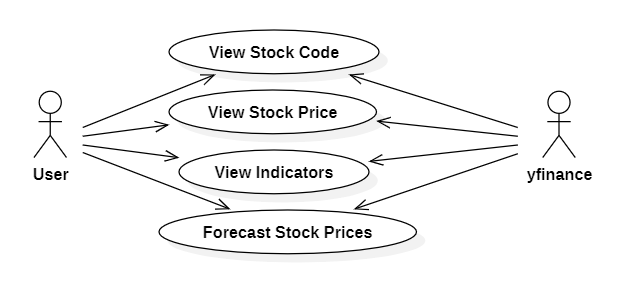 View Stock Code
View Stock Price
User
View Indicators
yfinance
Forecast Stock Prices